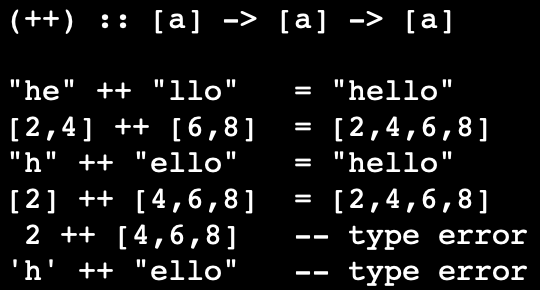 (++) :: [a] -> [a] -> [a]
"he" ++ "llo" = "hello"
[2,4] ++ [6,8] = [2,4,6,8]
"h" ++ "ello" = "hello"
[2] ++ [4,6,8] = [2,4,6,8]
2 ++ [4,6,8] -- type error
'h' ++ "ello" -- type error